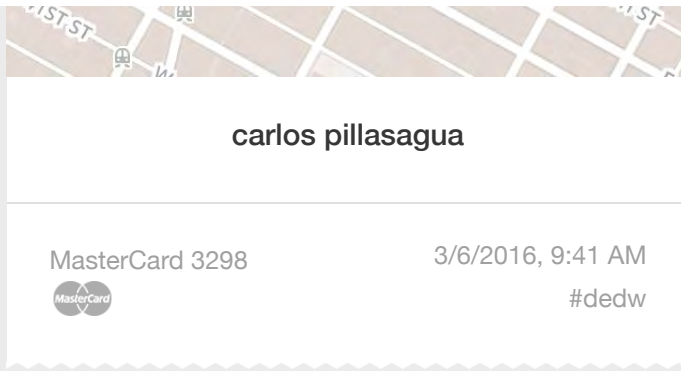 carlos pillasagua
MasterCard 3298
MasterCard
3/6/2016, 9:41 AM
#dedw